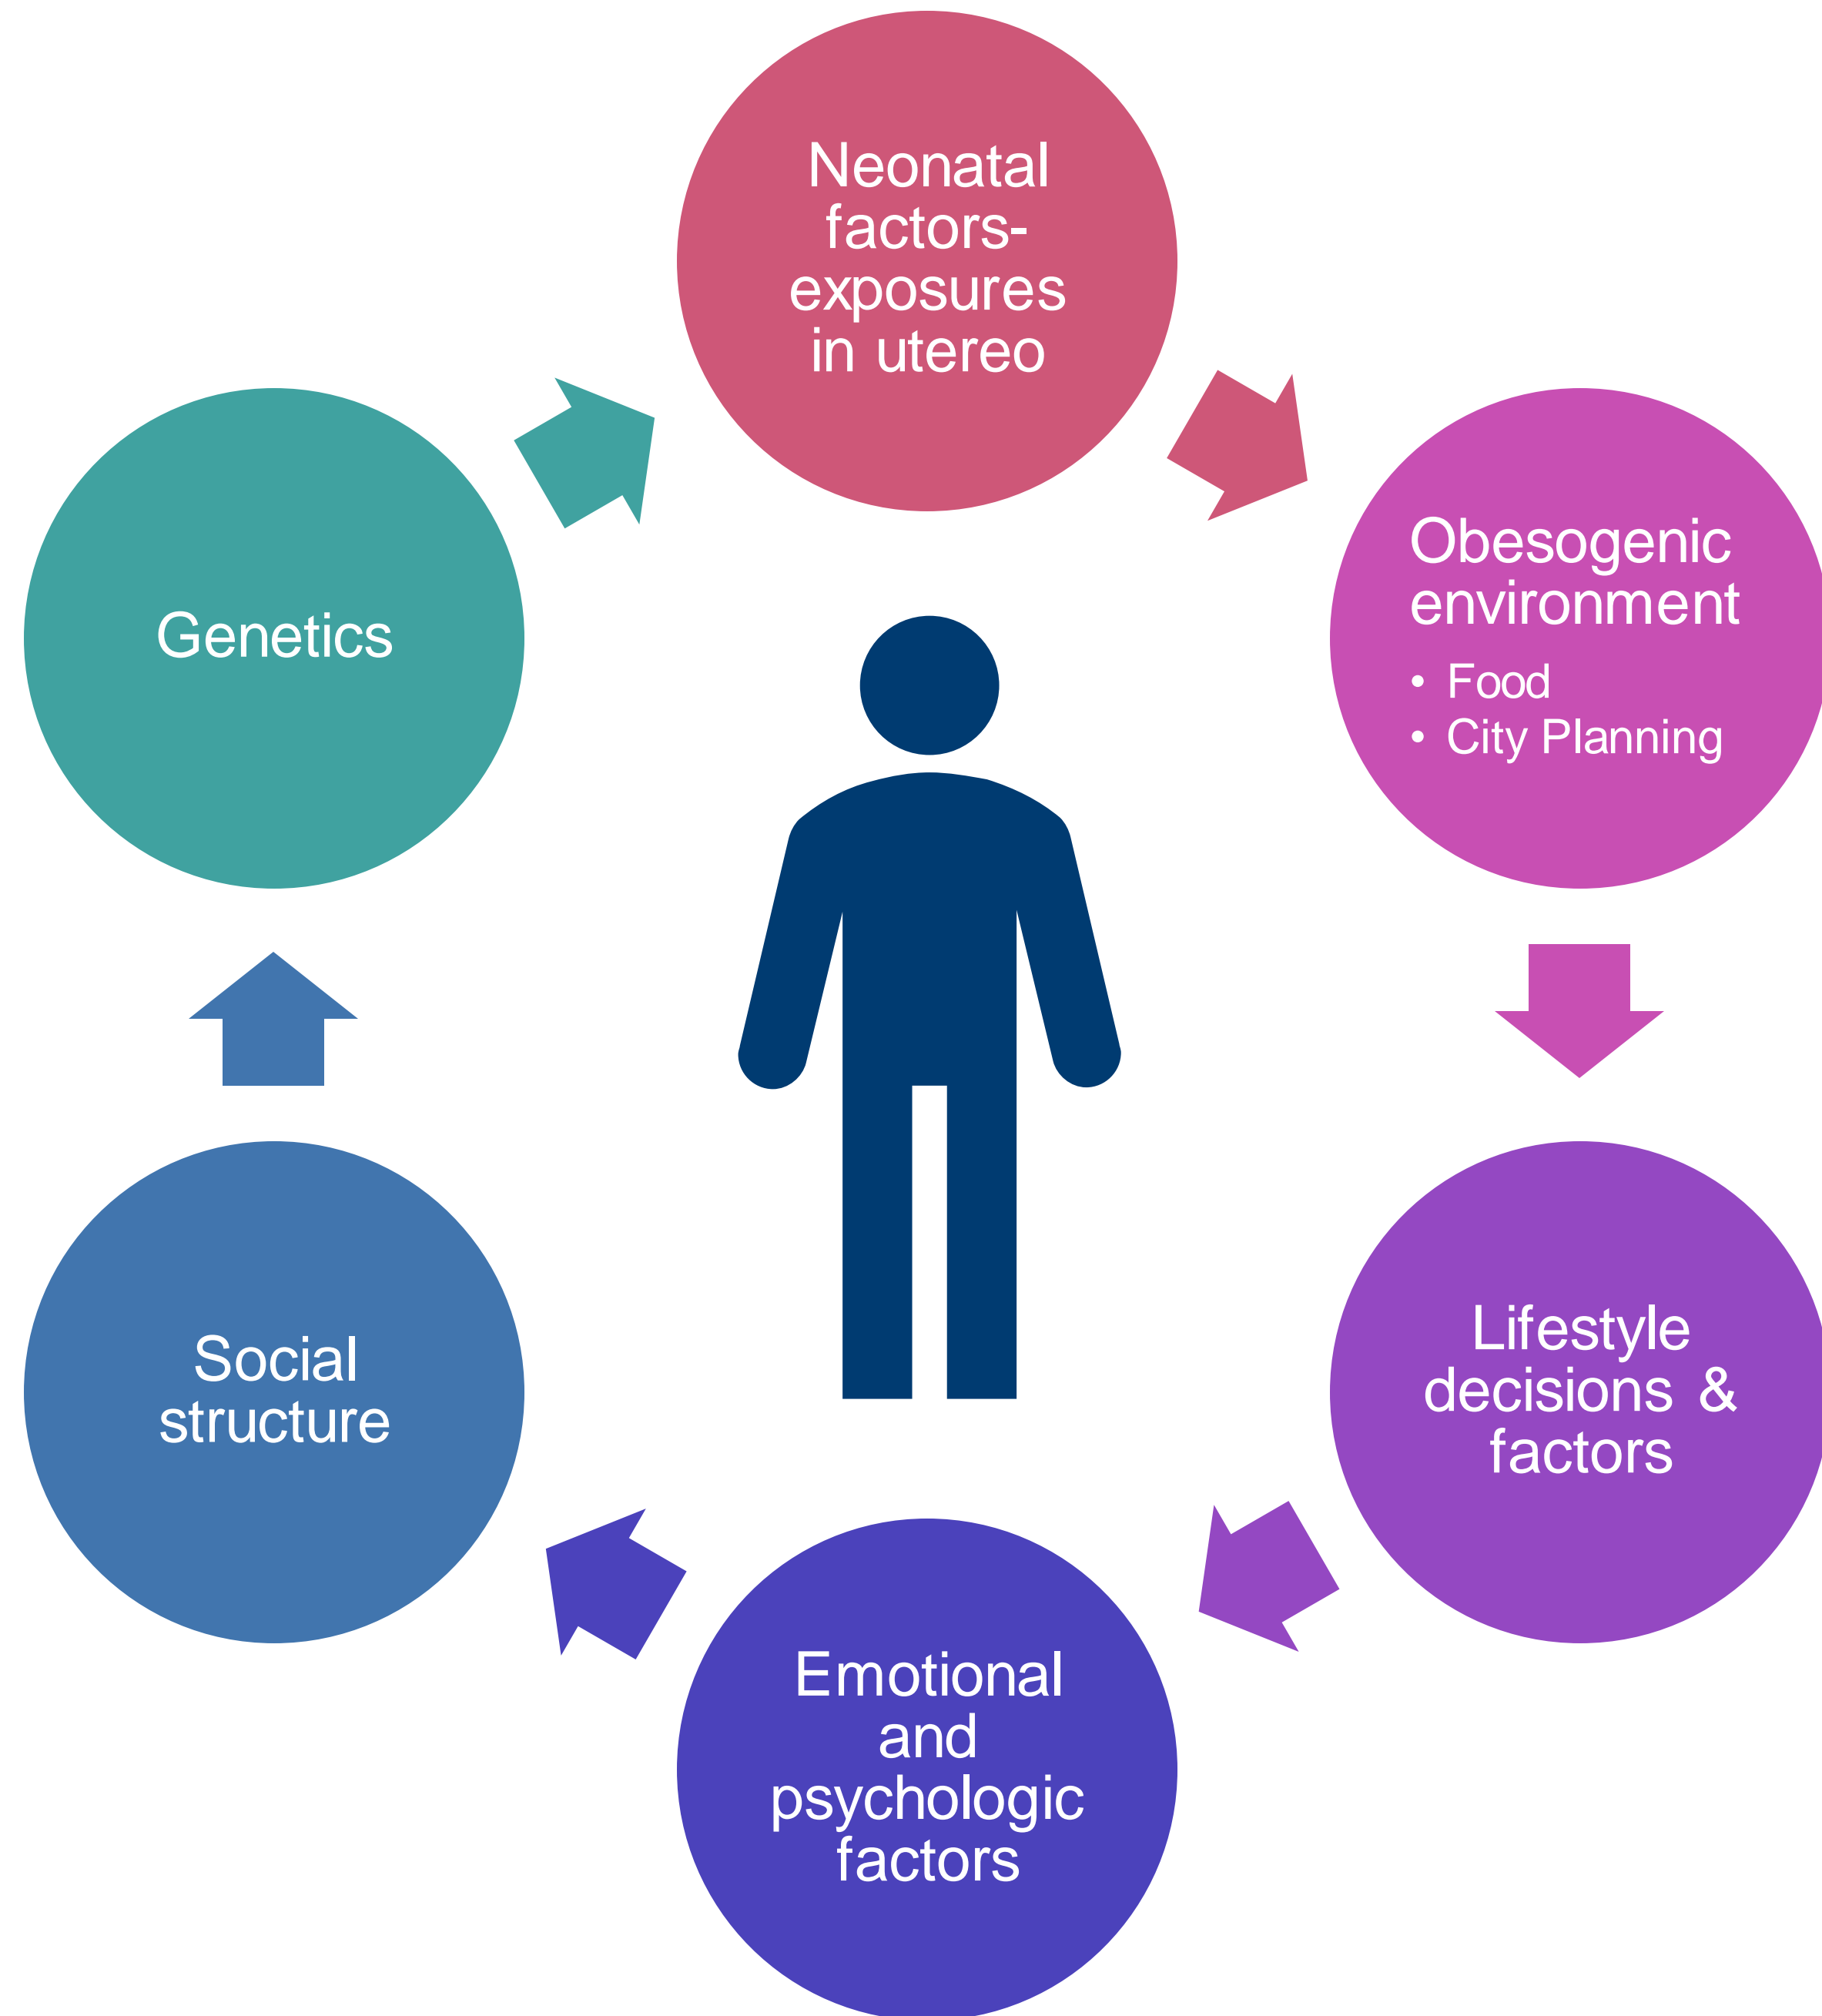 Neonatal
factors-
exposures
in utereo
Obesogenic
environment
• Food
• City Planning
Lifestyle
decisions &
factors
Emotional
and
psychologic
factors
Social
structure
Genetics